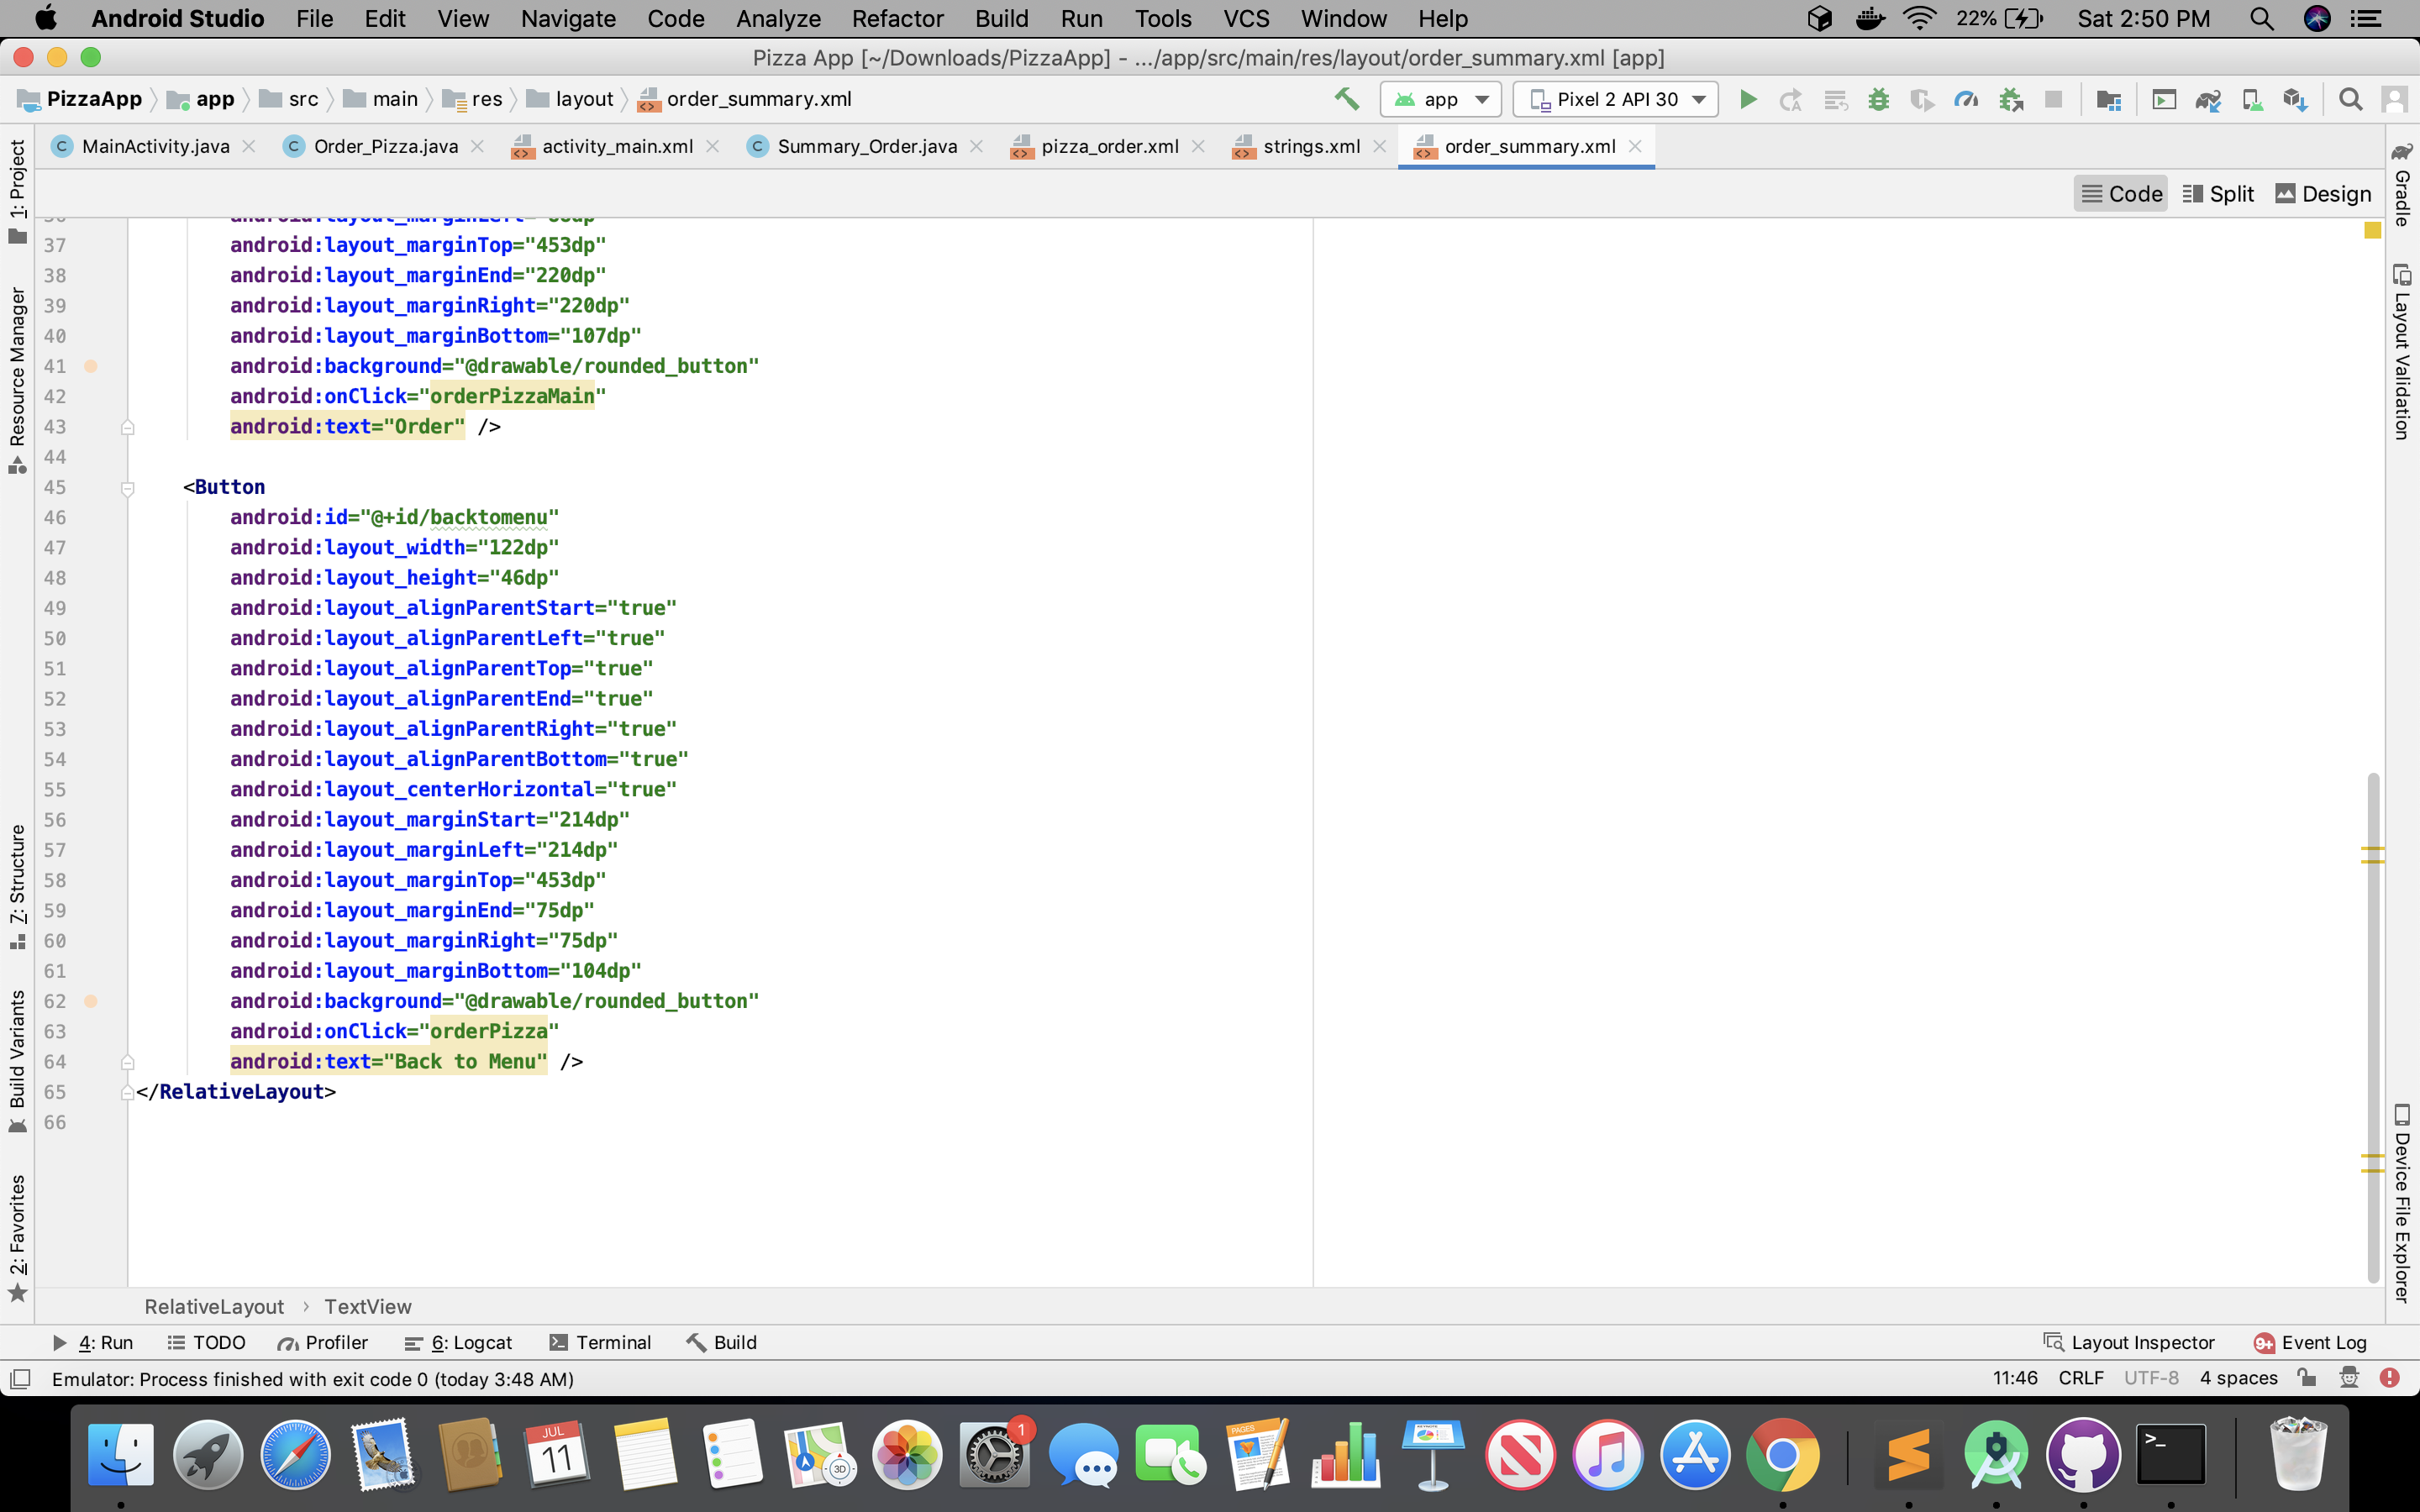 Android Studio File Edit View Navigate Code Analyze Refactor Build Run Tools VCS Window Help 22% Sat 2:50 PM
Pizza App [~/Downloads/PizzaApp] - .../app/src/main/res/layout/order_summary.xml [app]
PizzaApp app src main res layout order_summary.xml app Pixel 2 API 30
MainActivity.java Order_Pizza.java activity_main.xml Summary_Order.java pizza_order.xml strings.xml order_summary.xml
Code Split Design
1: Project
Resource Manager
7: Structure
Build Variants
2: Favorites
Gradle
Layout Validation
Device File Explorer
37 android:layout_marginTop="453dp"
38 android:layout_marginEnd="220dp"
39 android:layout_marginRight="220dp"
40 android:layout_marginBottom="107dp"
41 android:background="@drawable/rounded_button"
42 android:onClick="orderPizzaMain"
43 android:text="Order" />
44
45 <Button
46 android:id="@+id/backtomenu"
47 android:layout_width="122dp"
48 android:layout_height="46dp"
49 android:layout_alignParentStart="true"
50 android:layout_alignParentLeft="true"
51 android:layout_alignParentTop="true"
52 android:layout_alignParentEnd="true"
53 android:layout_alignParentRight="true"
54 android:layout_alignParentBottom="true"
55 android:layout_centerHorizontal="true"
56 android:layout_marginStart="214dp"
57 android:layout_marginLeft="214dp"
58 android:layout_marginTop="453dp"
59 android:layout_marginEnd="75dp"
60 android:layout_marginRight="75dp"
61 android:layout_marginBottom="104dp"
62 android:background="@drawable/rounded_button"
63 android:onClick="orderPizza"
64 android:text="Back to Menu" />
65 </RelativeLayout>
66
RelativeLayout › TextView
4: Run TODO Profiler 6: Logcat Terminal Build Layout Inspector 9+ Event Log
Emulator: Process finished with exit code 0 (today 3:48 AM) 11:46 CRLF UTF-8 4 spaces
JUL
11
3D
1
PAGES
>_